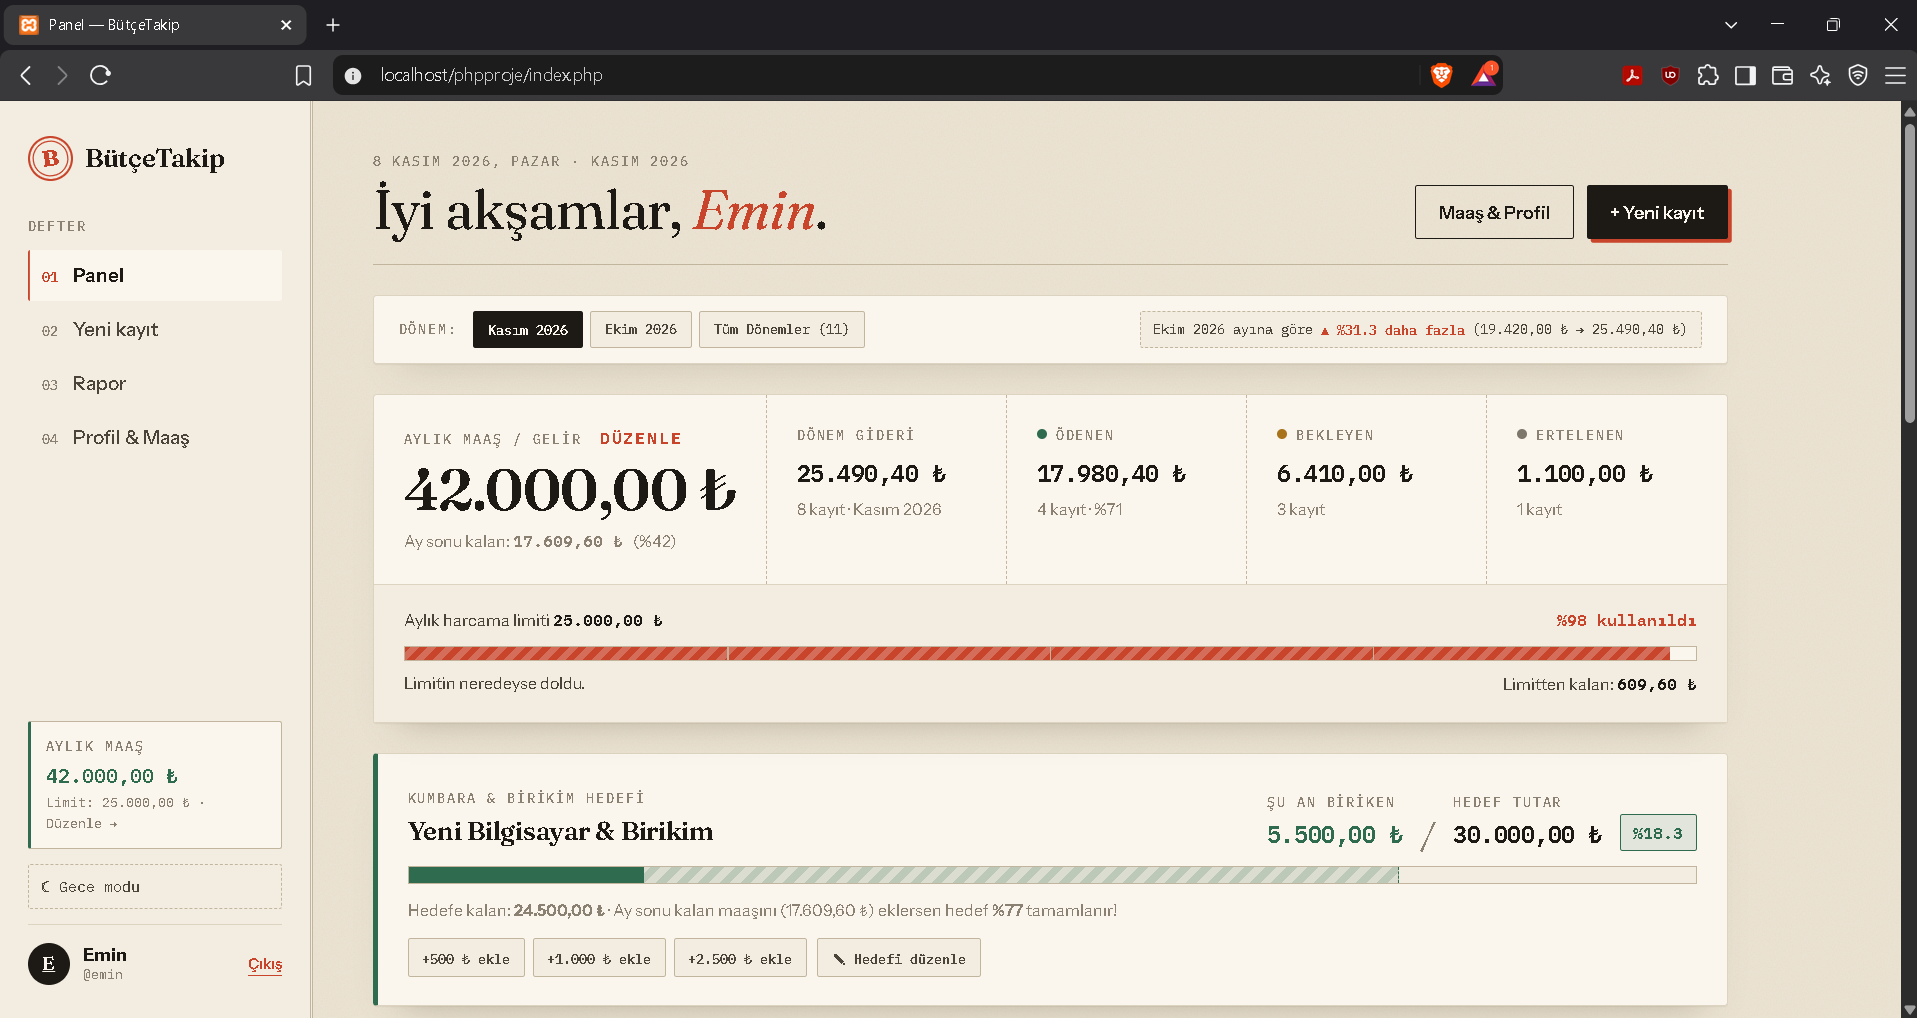 Panel — BütçeTakip
localhost/phpproje/index.php
1
B
BütçeTakip
DEFTER
01 Panel
02 Yeni kayıt
03 Rapor
04 Profil & Maaş
AYLIK MAAŞ
42.000,00 ₺
Limit: 25.000,00 ₺ ·
Düzenle →
☾ Gece modu
E
Emin
@emin
Çıkış
8 KASIM 2026, PAZAR · KASIM 2026
İyi akşamlar, Emin.
Maaş & Profil
+ Yeni kayıt
DÖNEM:
Kasım 2026
Ekim 2026
Tüm Dönemler (11)
Ekim 2026 ayına göre ▲ %31.3 daha fazla (19.420,00 ₺ → 25.490,40 ₺)
AYLIK MAAŞ / GELİR DÜZENLE
42.000,00 ₺
Ay sonu kalan: 17.609,60 ₺ (%42)
DÖNEM GİDERİ
25.490,40 ₺
8 kayıt · Kasım 2026
ÖDENEN
17.980,40 ₺
4 kayıt · %71
BEKLEYEN
6.410,00 ₺
3 kayıt
ERTELENEN
1.100,00 ₺
1 kayıt
Aylık harcama limiti 25.000,00 ₺
%98 kullanıldı
Limitin neredeyse doldu.
Limitten kalan: 609,60 ₺
KUMBARA & BİRİKİM HEDEFİ
Yeni Bilgisayar & Birikim
ŞU AN BİRİKEN
5.500,00 ₺
/
HEDEF TUTAR
30.000,00 ₺
%18.3
Hedefe kalan: 24.500,00 ₺ · Ay sonu kalan maaşını (17.609,60 ₺) eklersen hedef %77 tamamlanır!
+500 ₺ ekle
+1.000 ₺ ekle
+2.500 ₺ ekle
Hedefi düzenle